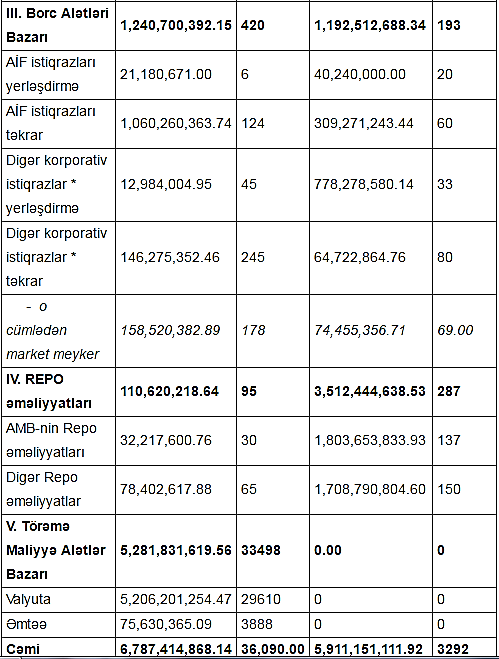 III. Borc Alətləri
Bazarı
1,240,700,392.15 420 1,192,512,688.34 193
AİF istiqrazları
yerləşdirmə
21,180,671.00 6 40,240,000.00 20
AİF istiqrazları
təkrar
1,060,260,363.74 124 309,271,243.44 60
Digər korporativ
istiqrazlar *
yerləşdirmə
12,984,004.95 45 778,278,580.14 33
Digər korporativ
istiqrazlar *
təkrar
146,275,352.46 245 64,722,864.76 80
- o
cümlədən
market meyker
158,520,382.89 178 74,455,356.71 69.00
IV. REPO
əməliyyatları
110,620,218.64 95 3,512,444,638.53 287
AMB-nin Repo
əməliyyatları
32,217,600.76 30 1,803,653,833.93 137
Digər Repo
əməliyyatlar
78,402,617.88 65 1,708,790,804.60 150
V. Törəmə
Maliyyə Alətlər
Bazarı
5,281,831,619.56 33498 0.00 0
Valyuta 5,206,201,254.47 29610 0 0
Əmtəə 75,630,365.09 3888 0 0
Cəmi 6,787,414,868.14 36,090.00 5,911,151,111.92 3292